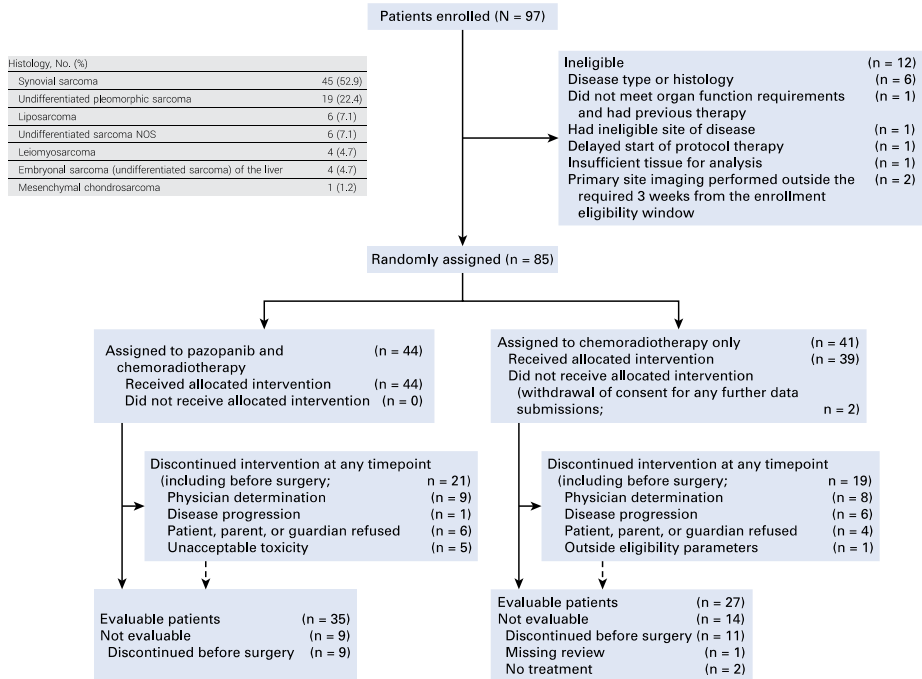 Patients enrolled (N = 97)
Histology, No. (%)
Synovial sarcoma 45 (52.9)
Undifferentiated pleomorphic sarcoma 19 (22.4)
Liposarcoma 6 (7.1)
Undifferentiated sarcoma NOS 6 (7.1)
Leiomyosarcoma 4 (4.7)
Embryonal sarcoma (undifferentiated sarcoma) of the liver 4 (4.7)
Mesenchymal chondrosarcoma 1 (1.2)
Ineligible (n = 12)
Disease type or histology (n = 6)
Did not meet organ function requirements (n = 1)
and had previous therapy
Had ineligible site of disease (n = 1)
Delayed start of protocol therapy (n = 1)
Insufficient tissue for analysis (n = 1)
Primary site imaging performed outside the (n = 2)
required 3 weeks from the enrollment
eligibility window
Randomly assigned (n = 85)
Assigned to pazopanib and (n = 44)
chemoradiotherapy
Received allocated intervention (n = 44)
Did not receive allocated intervention (n = 0)
Assigned to chemoradiotherapy only (n = 41)
Received allocated intervention (n = 39)
Did not receive allocated intervention
(withdrawal of consent for any further data
submissions; n = 2)
Discontinued intervention at any timepoint
(including before surgery; n = 21)
Physician determination (n = 9)
Disease progression (n = 1)
Patient, parent, or guardian refused (n = 6)
Unacceptable toxicity (n = 5)
Discontinued intervention at any timepoint
(including before surgery; n = 19)
Physician determination (n = 8)
Disease progression (n = 6)
Patient, parent, or guardian refused (n = 4)
Outside eligibility parameters (n = 1)
Evaluable patients (n = 35)
Not evaluable (n = 9)
Discontinued before surgery (n = 9)
Evaluable patients (n = 27)
Not evaluable (n = 14)
Discontinued before surgery (n = 11)
Missing review (n = 1)
No treatment (n = 2)